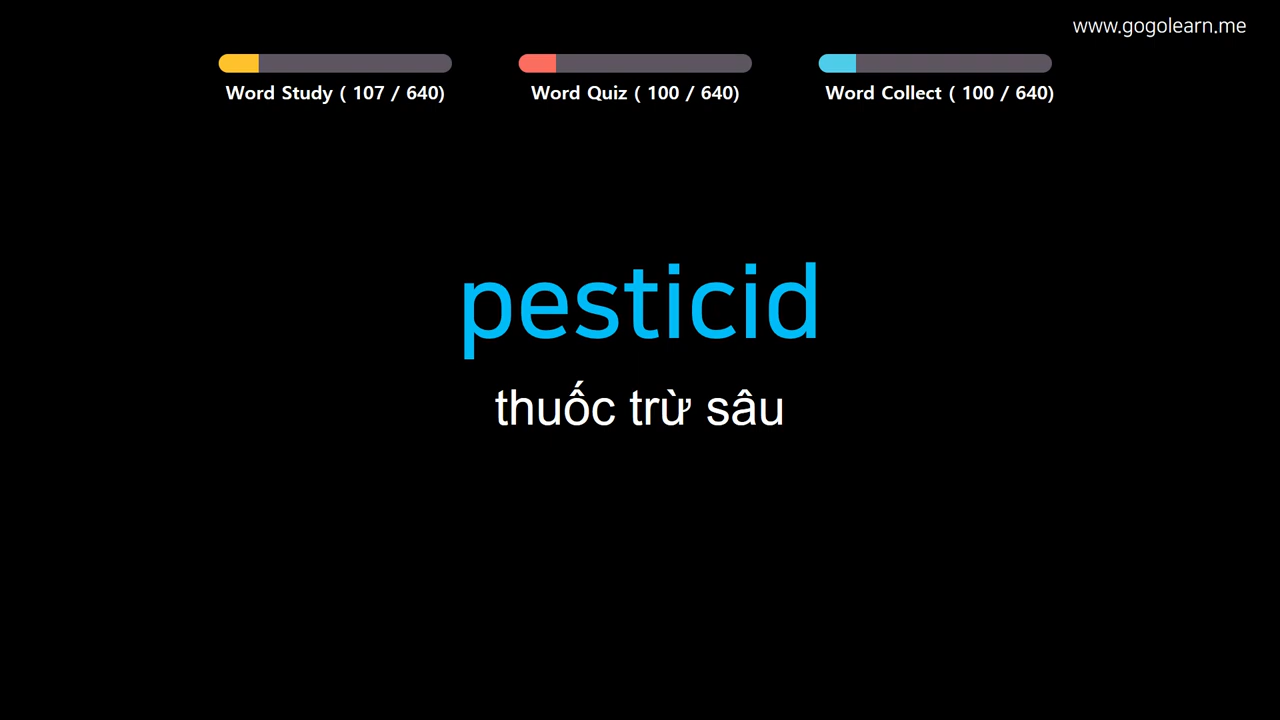 www.gogolearn.me
Word Study ( 107 / 640)
Word Quiz ( 100 / 640)
Word Collect ( 100 / 640)
pesticid
thuốc trừ sâu